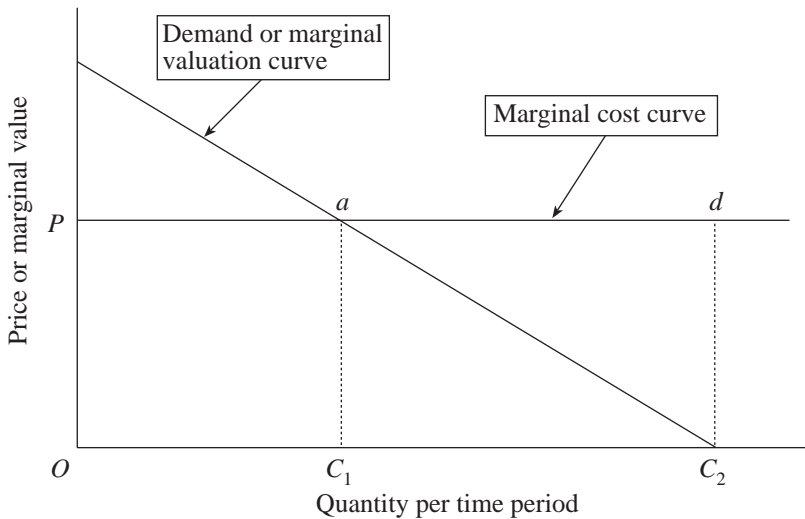 Demand or marginal
valuation curve
Marginal cost curve
Price or marginal value
P
a
d
O
C1
C2
Quantity per time period